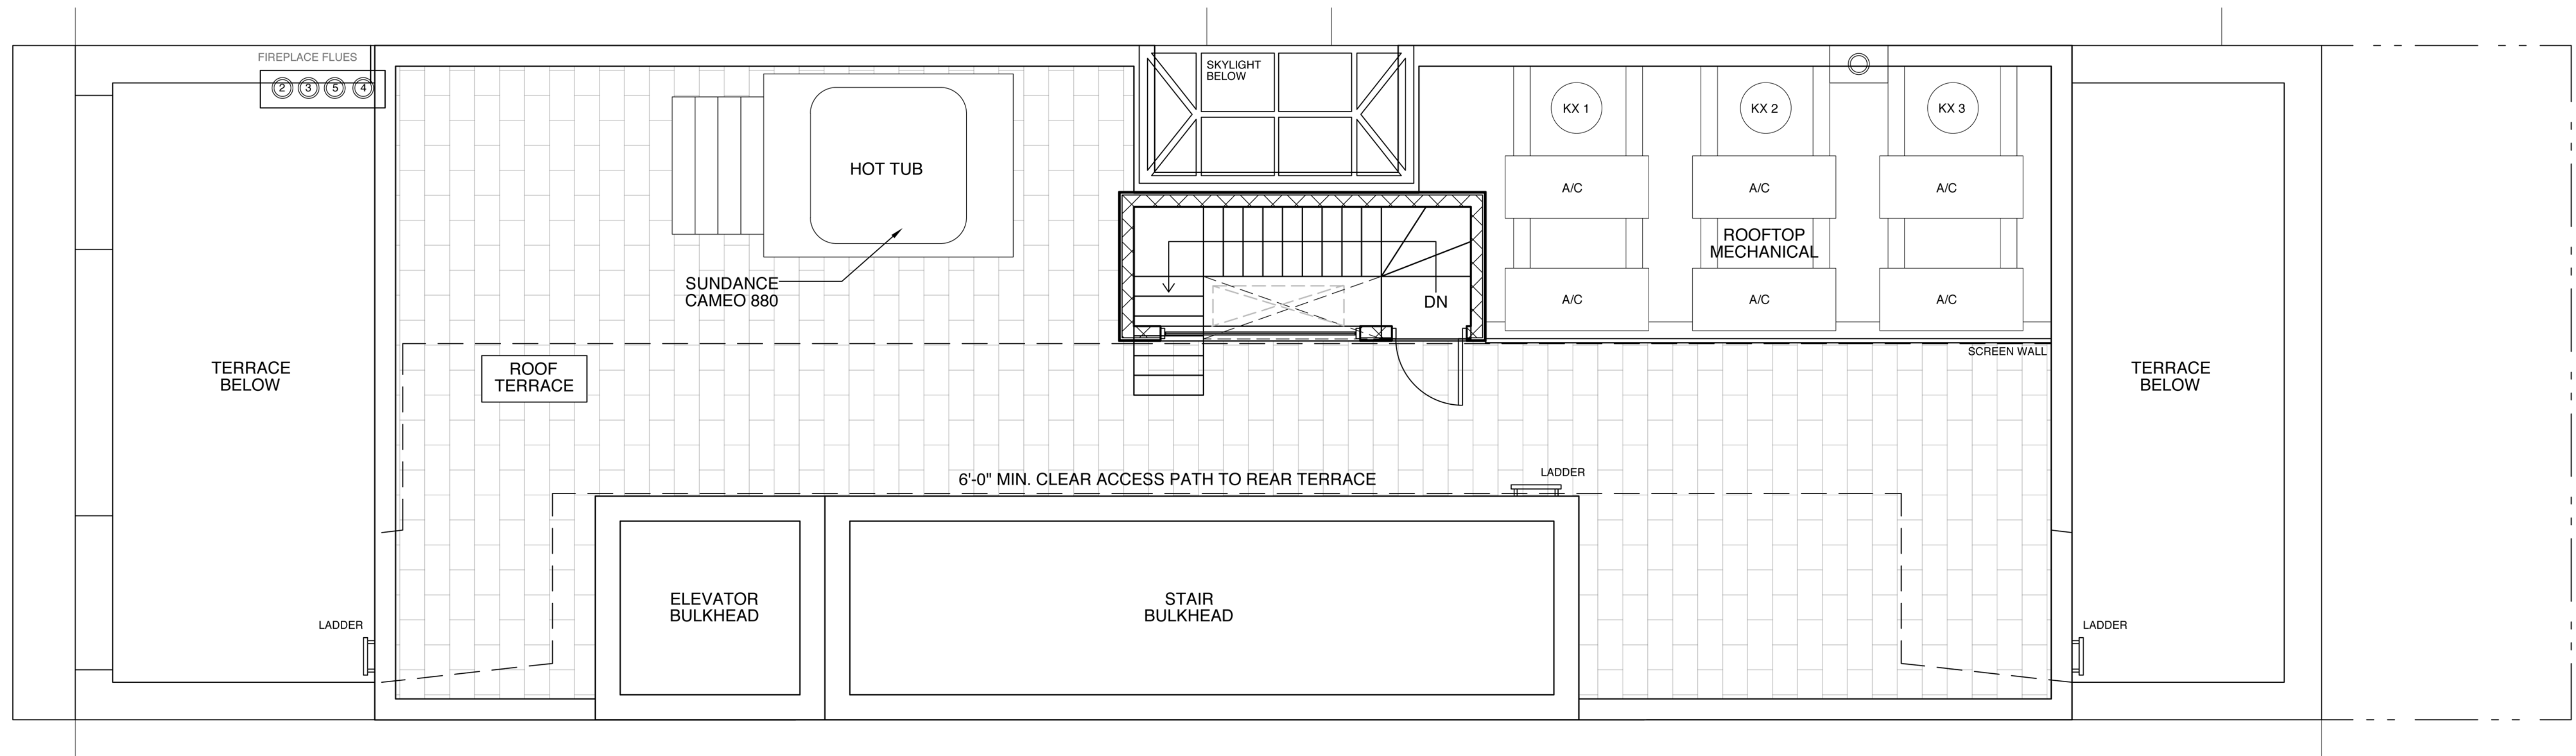 FIREPLACE FLUES
2 3 5 4
SKYLIGHT
BELOW
KX 1
KX 2
KX 3
HOT TUB
A/C
A/C
A/C
ROOFTOP
MECHANICAL
SUNDANCE
CAMEO 880
DN
A/C
A/C
A/C
SCREEN WALL
TERRACE
BELOW
ROOF
TERRACE
TERRACE
BELOW
6'-0" MIN. CLEAR ACCESS PATH TO REAR TERRACE
LADDER
ELEVATOR
BULKHEAD
STAIR
BULKHEAD
LADDER
LADDER